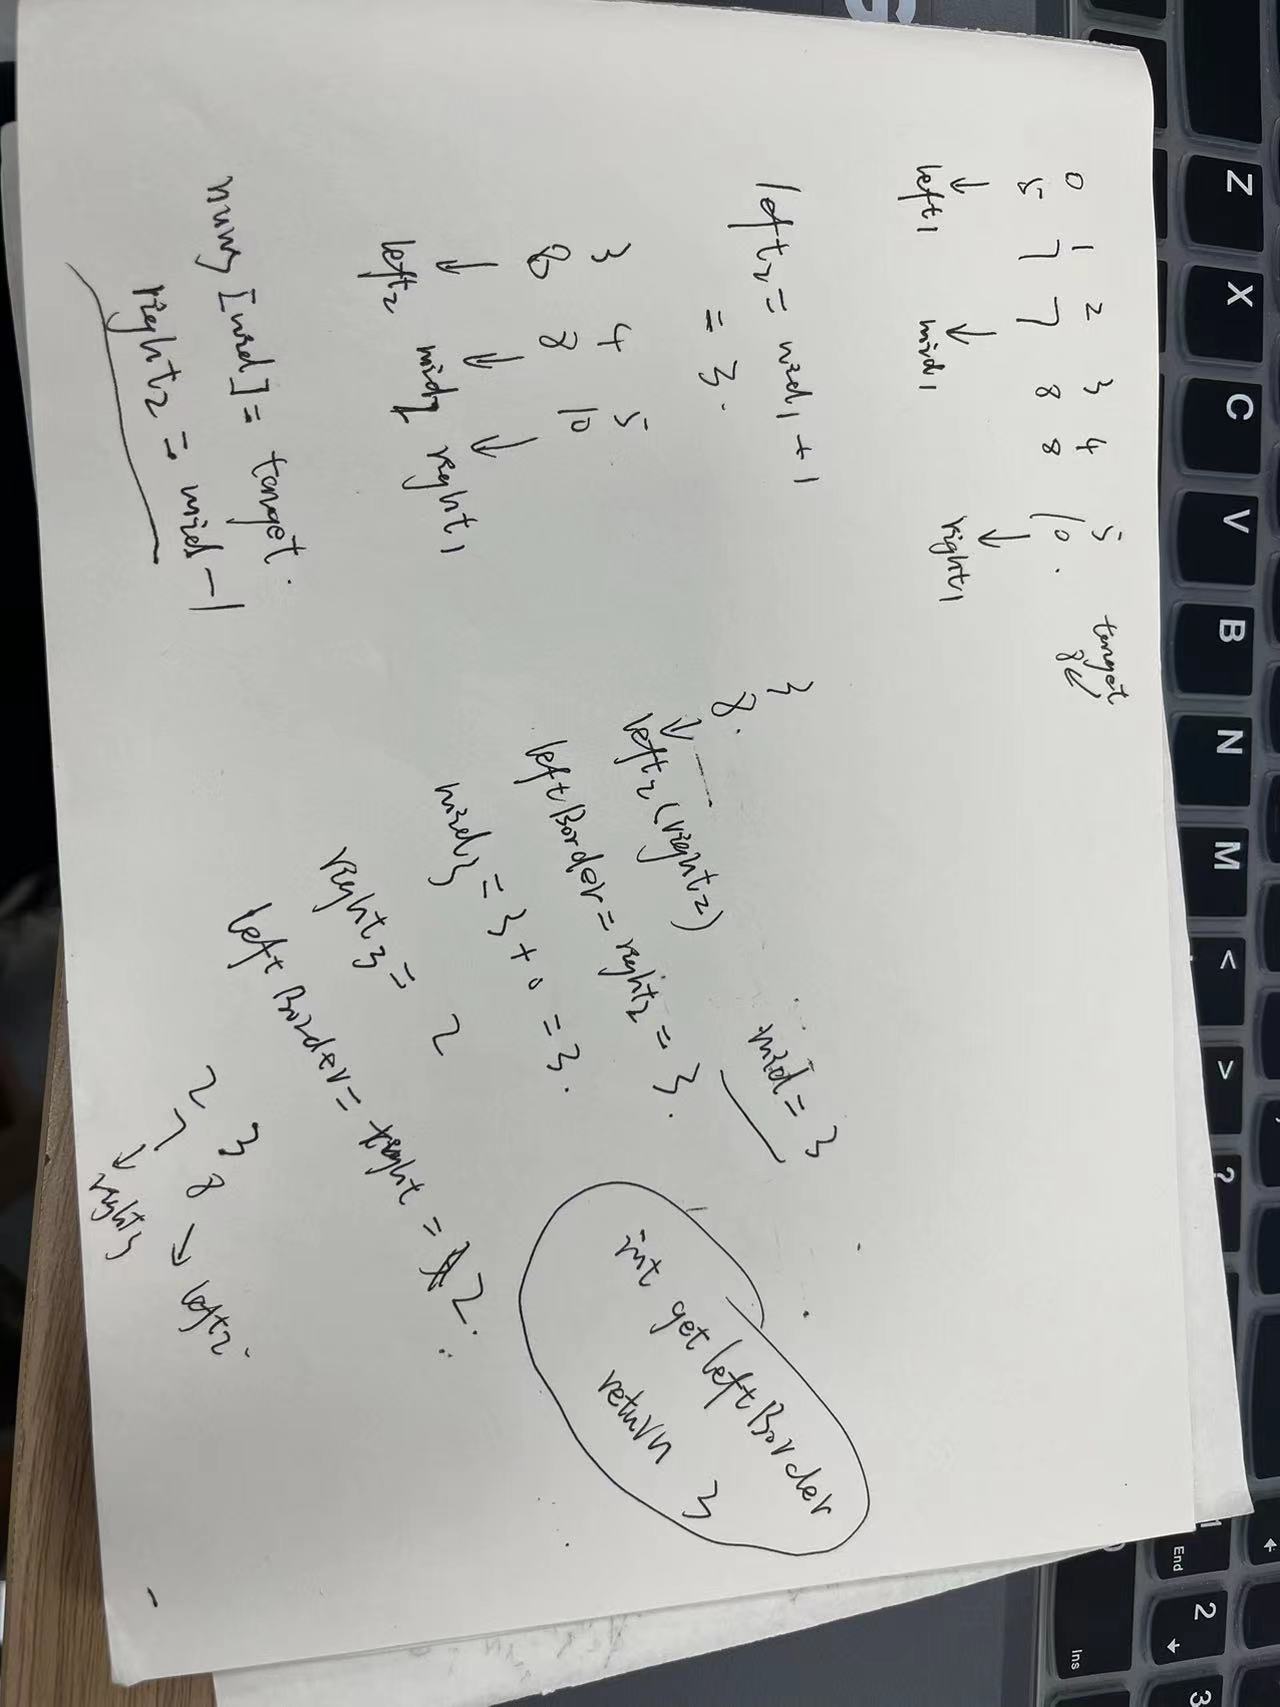 0 1 2 3 4 5 target
5 7 7 8 8 10. 8
↓ ↓ ↓
left1 mid1 right1
left2 = mid1 + 1
= 3.
3 4 5
8 8 10
↓ ↓ ↓
left2 mid2 right1
nums [mid] = target.
right2 = mid - 1
3
8.
↓
left2 (right2)
mid = 3
leftBorder = right2 = 3.
mid3 = 3 + 0 = 3.
right3 = 2
leftBorder = right = 2.
2 3
7 8 → left2.
↓
right3
int getleftBorder
return 3
Z X C V B N M < > ?
1 End
2 ↓
3
Ins